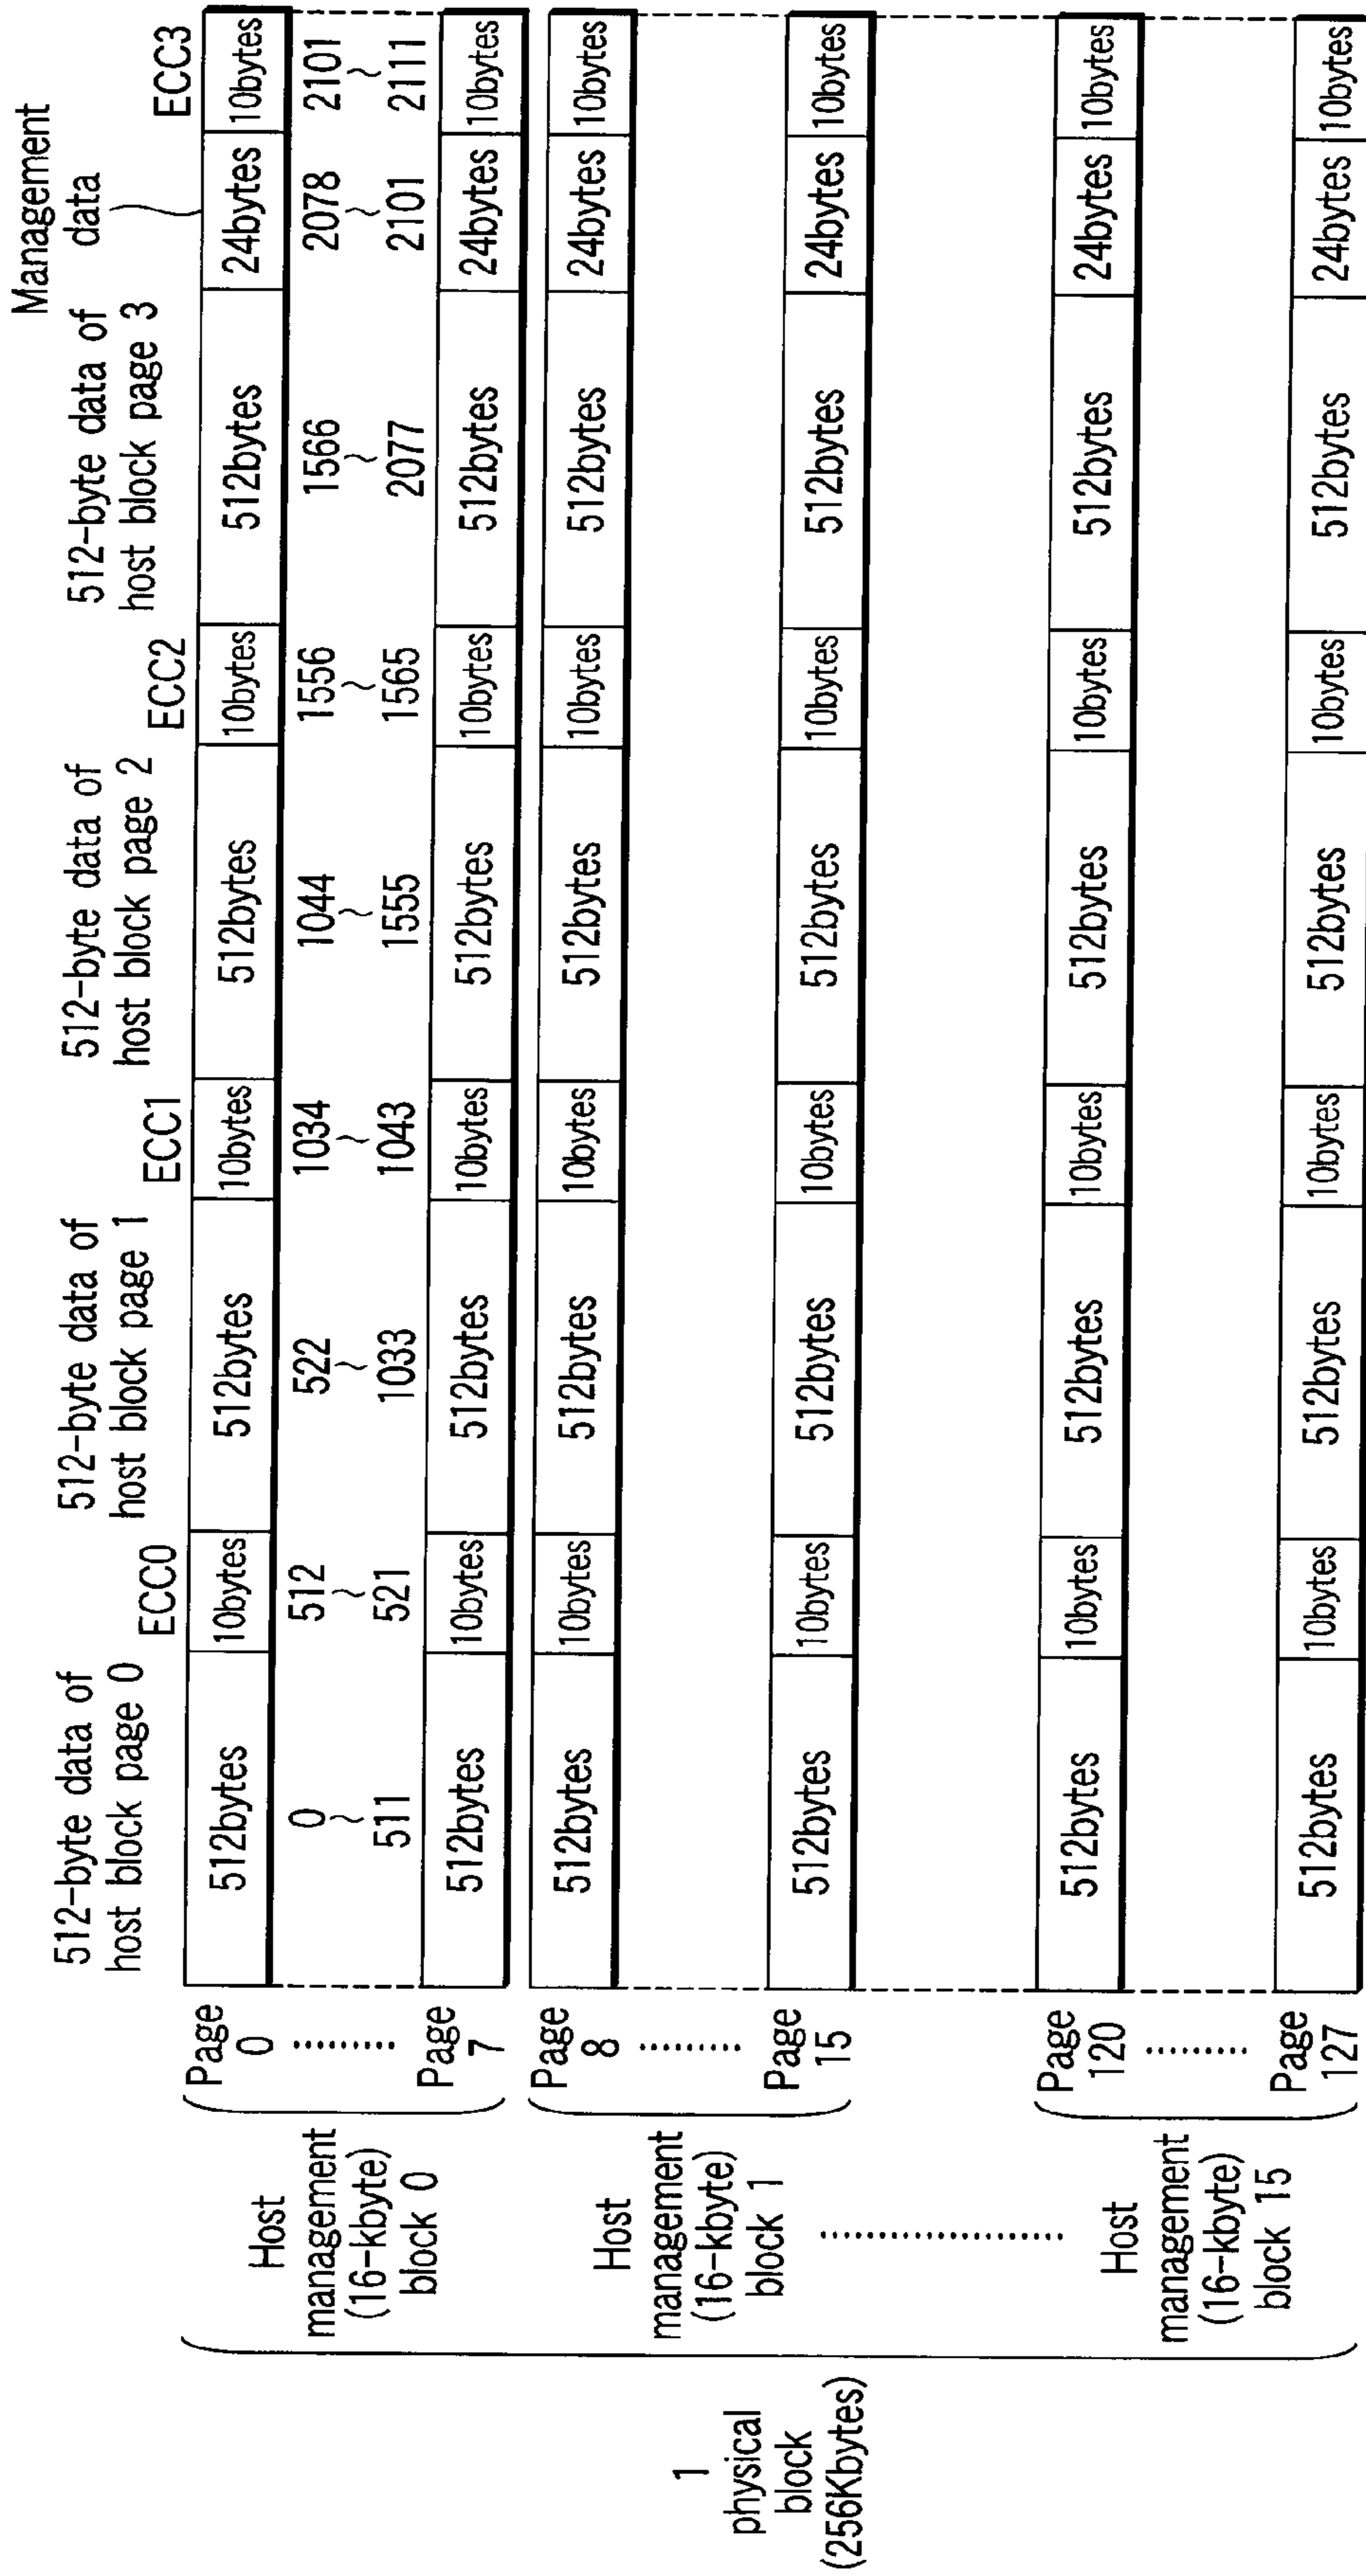 512-byte data of
host block page 0
ECC0
512-byte data of
host block page 1
ECC1
512-byte data of
host block page 2
ECC2
512-byte data of
host block page 3
Management
data
ECC3
1
physical
block
(256Kbytes)
Host
management
(16-kbyte)
block 0
Page
0
512bytes
10bytes
512bytes
10bytes
512bytes
10bytes
512bytes
24bytes
10bytes
0
~
511
512
~
521
522
~
1033
1034
~
1043
1044
~
1555
1556
~
1565
1566
~
2077
2078
~
2101
2101
~
2111
Page
7
512bytes
10bytes
512bytes
10bytes
512bytes
10bytes
512bytes
24bytes
10bytes
Host
management
(16-kbyte)
block 1
Page
8
512bytes
10bytes
512bytes
10bytes
512bytes
10bytes
512bytes
24bytes
10bytes
Page
15
512bytes
10bytes
512bytes
10bytes
512bytes
10bytes
512bytes
24bytes
10bytes
Host
management
(16-kbyte)
block 15
Page
120
512bytes
10bytes
512bytes
10bytes
512bytes
10bytes
512bytes
24bytes
10bytes
Page
127
512bytes
10bytes
512bytes
10bytes
512bytes
10bytes
512bytes
24bytes
10bytes